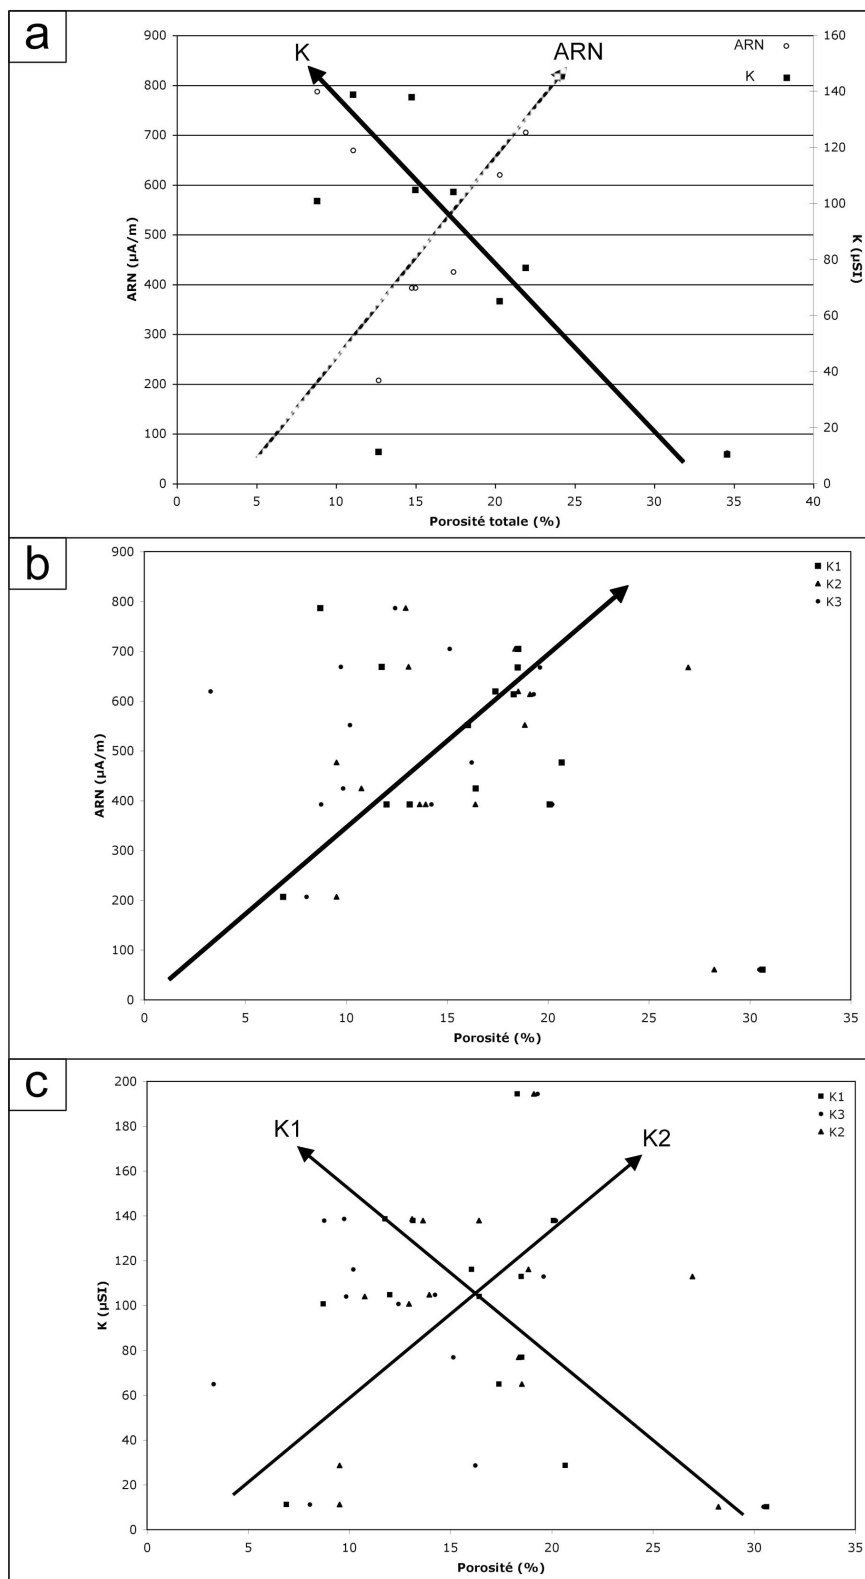 a
K
ARN
ARN
K
900
800
700
600
500
400
300
200
100
0
ARN (µA/m)
160
140
120
100
80
60
40
20
0
K (µSI)
0 5 10 15 20 25 30 35 40
Porosité totale (%)
b
K1
K2
K3
900
800
700
600
500
400
300
200
100
0
ARN (µA/m)
0 5 10 15 20 25 30 35
Porosité (%)
c
K1
K2
K1
K3
K2
200
180
160
140
120
100
80
60
40
20
0
K (µSI)
0 5 10 15 20 25 30 35
Porosité (%)